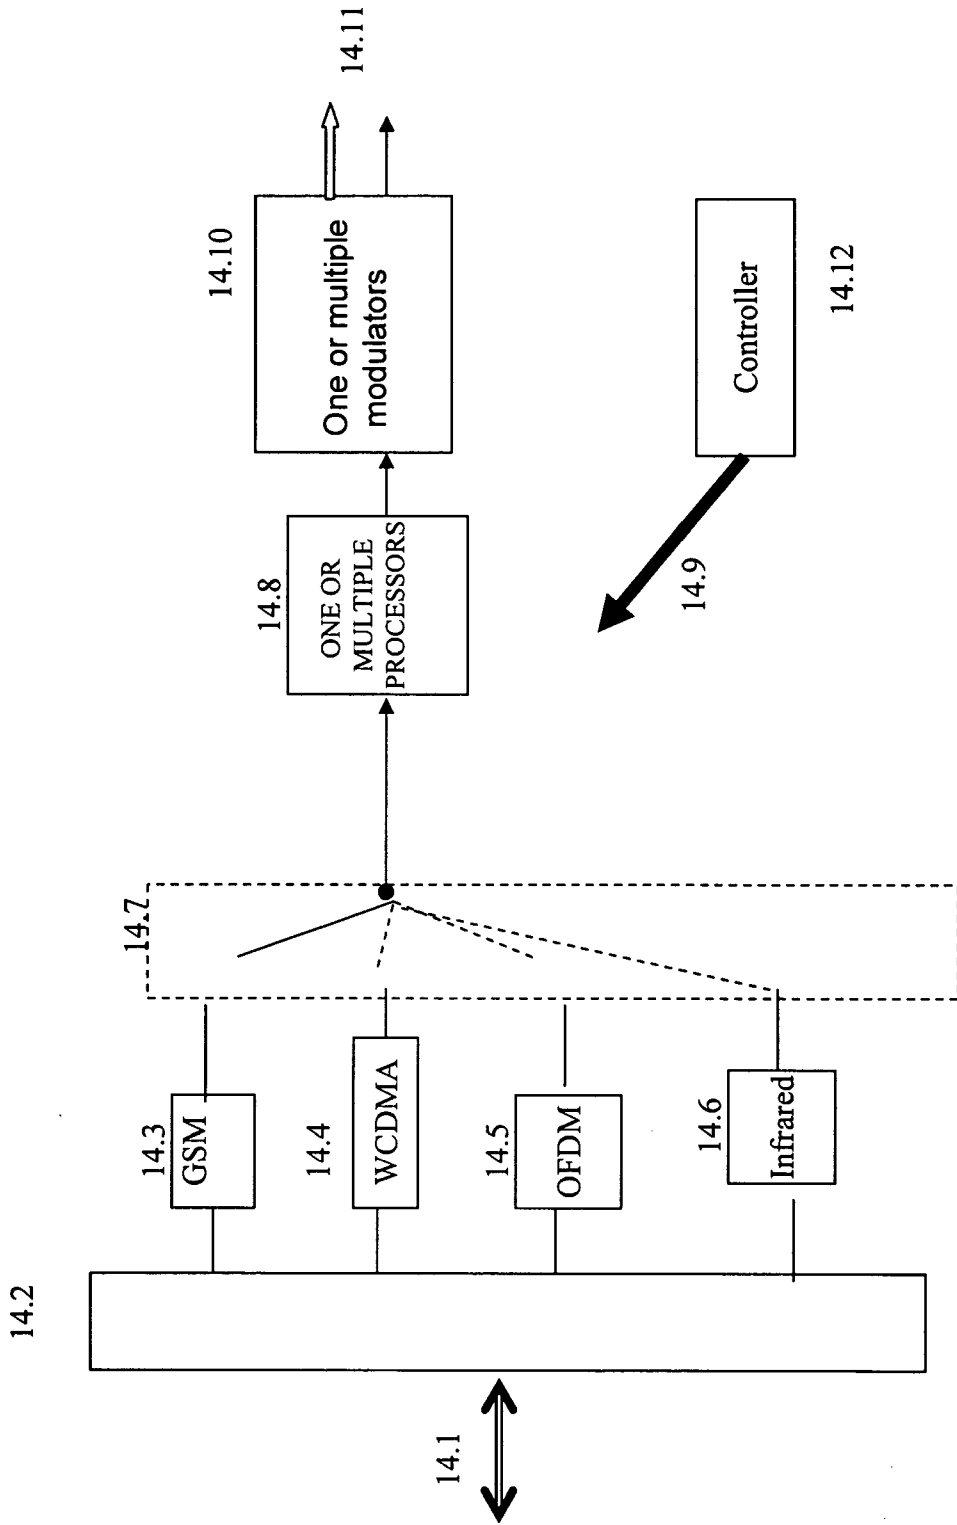 14.1
14.2
14.3
GSM
14.4
WCDMA
14.5
OFDM
14.6
Infrared
14.7
14.8
ONE OR
MULTIPLE
PROCESSORS
14.9
14.10
One or multiple
modulators
14.11
Controller
14.12